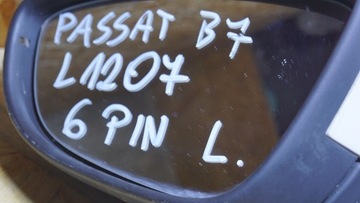 PASSAT B7
L1207
6 PIN L.